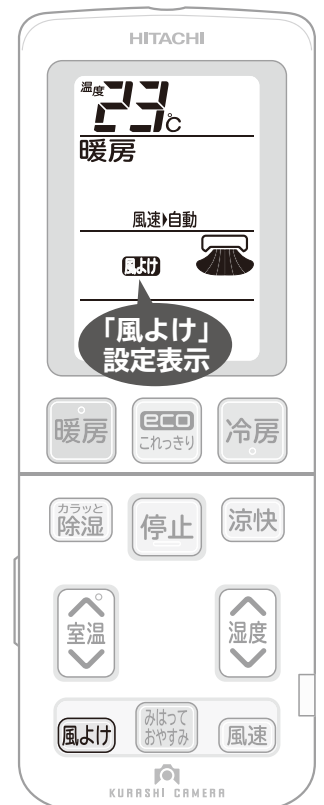 HITACHI
温度 23℃
暖房
風速▶自動
風よけ
「風よけ」
設定表示
暖房
eco
これっきり
冷房
カラッと
除湿
停止
涼快
室温
湿度
風よけ
みはって
おやすみ
風速
KURASHI CAMERA